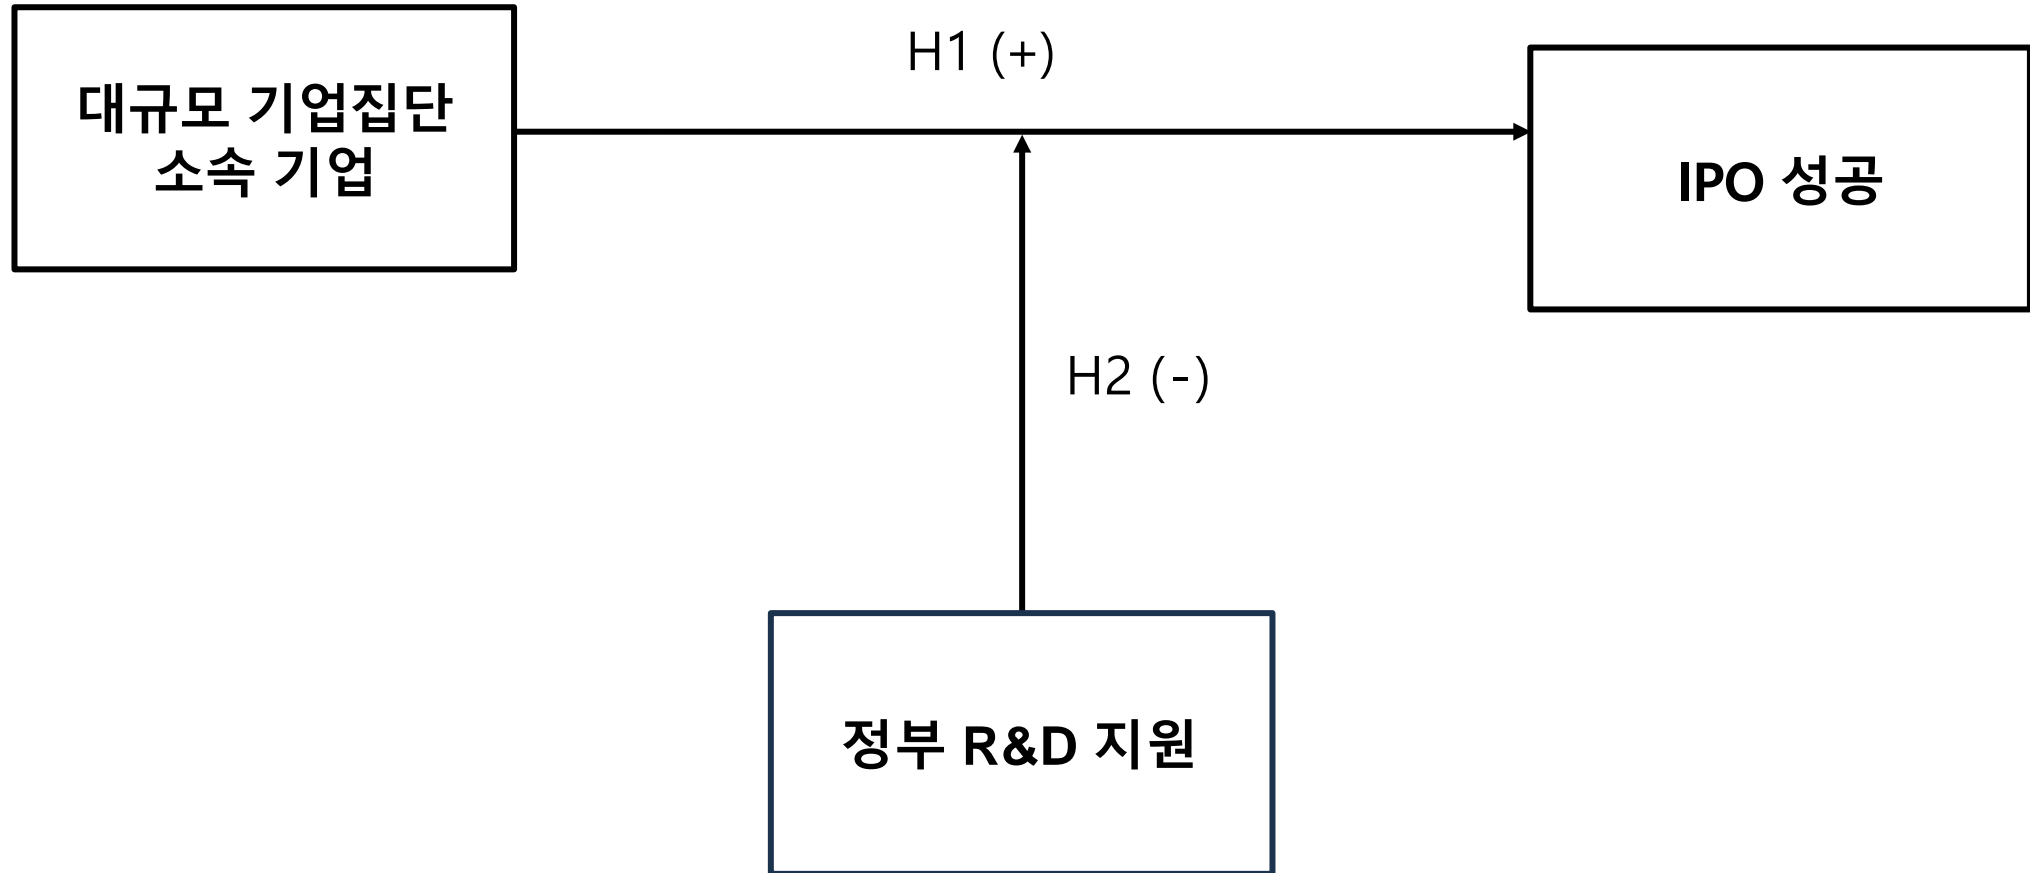 H1 (+)
대규모 기업집단
소속 기업
IPO 성공
H2 (-)
정부 R&D 지원